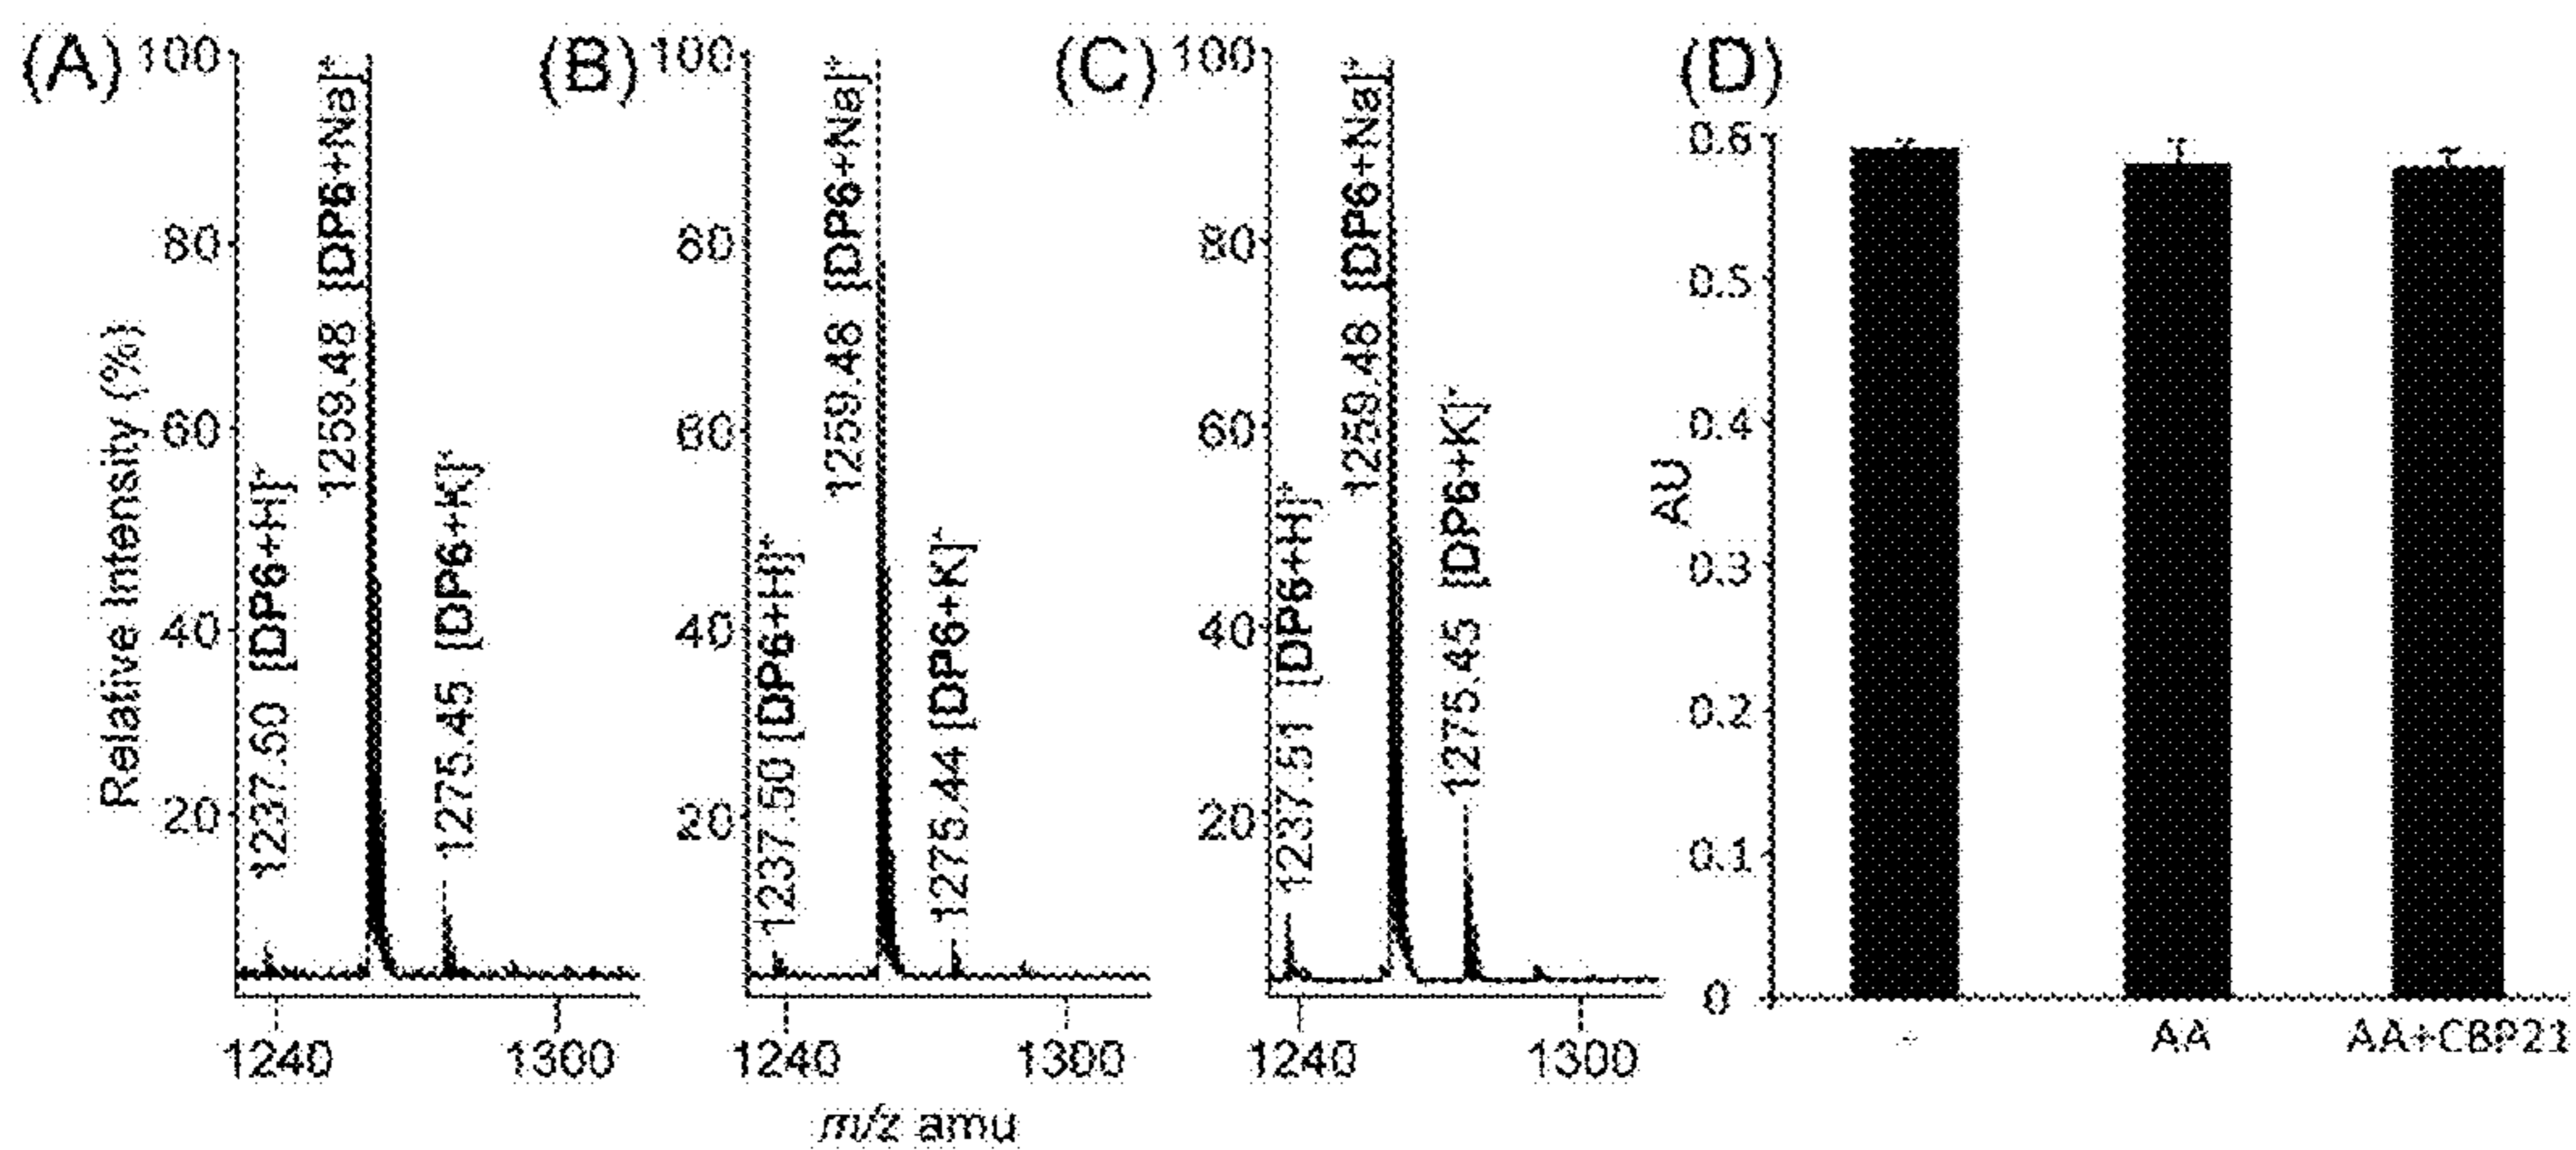 (A)
100
80
60
40
20
Relative Intensity (%)
1237.50 [DP6+H]+
1259.48 [DP6+Na]+
1275.45 [DP6+K]+
1240
1300
(B)
100
80
60
40
20
1237.50 [DP6+H]+
1259.48 [DP6+Na]+
1275.44 [DP6+K]+
1240
1300
(C)
100
80
60
40
20
1237.51 [DP6+H]+
1259.48 [DP6+Na]+
1275.45 [DP6+K]+
1240
1300
m/z amu
(D)
0.6
0.5
0.4
0.3
0.2
0.1
0
AU
AA
AA+CBP21